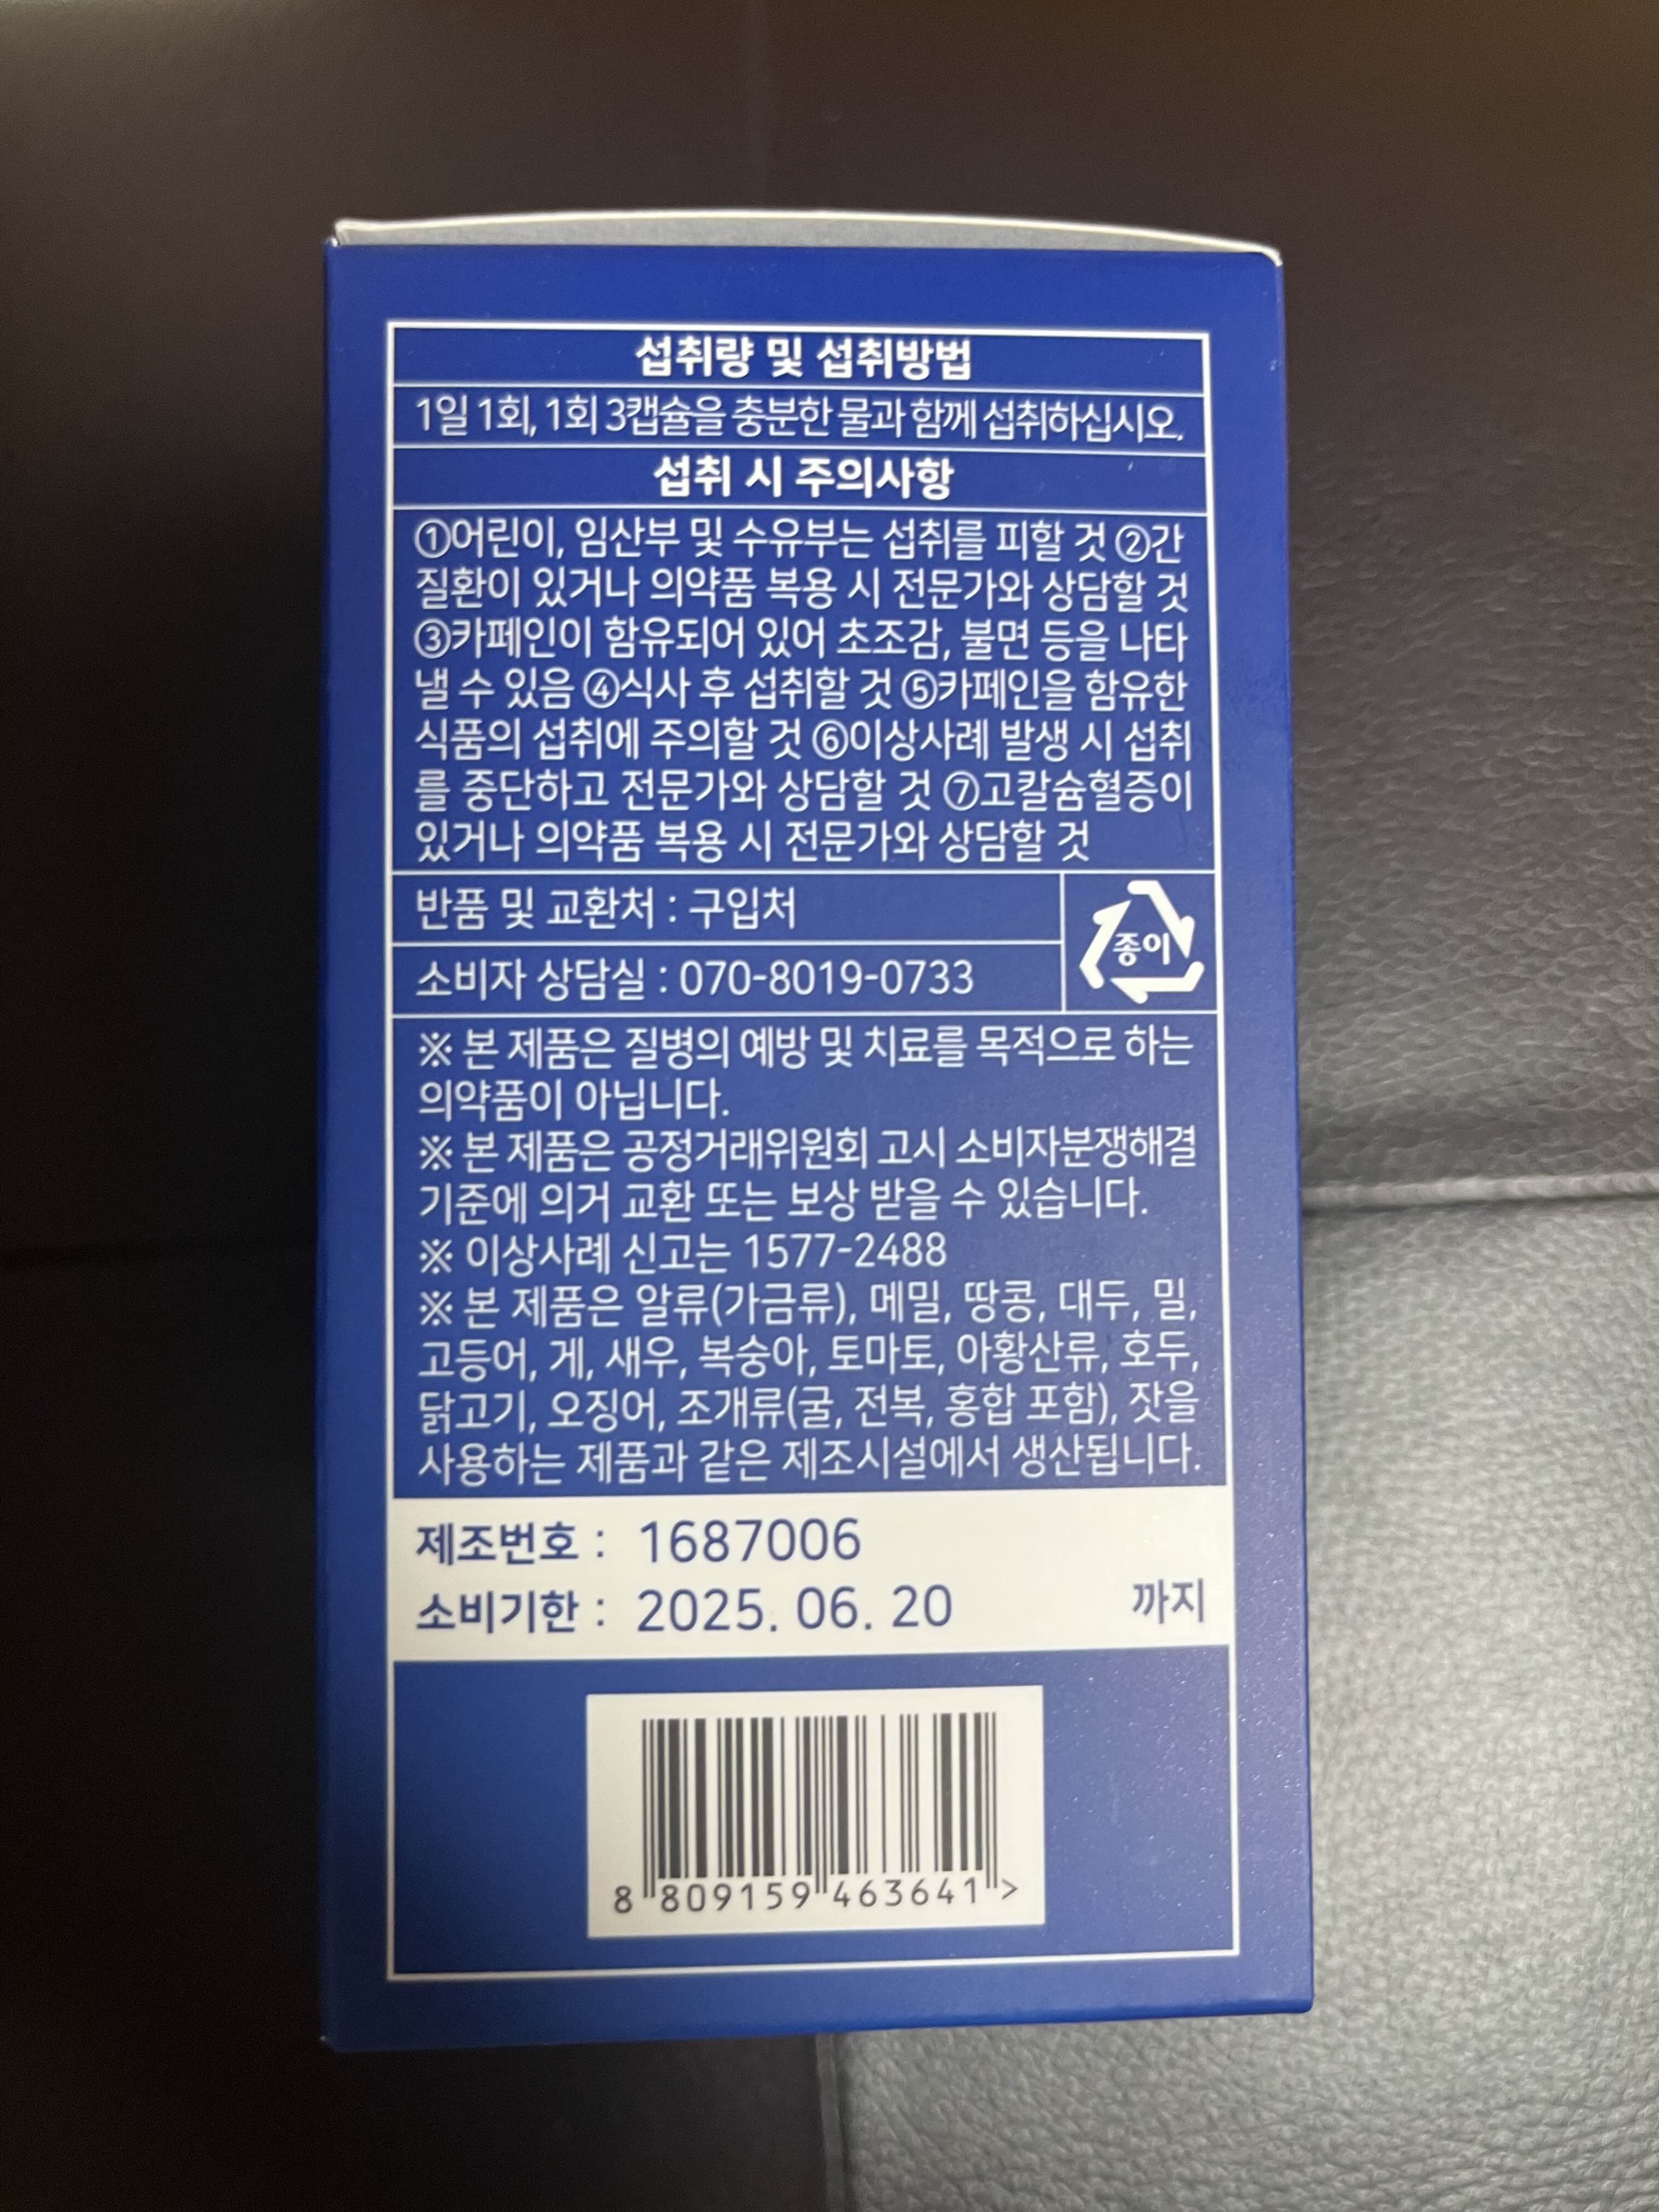 섭취량 및 섭취방법
1일 1회, 1회 3캡슐을 충분한 물과 함께 섭취하십시오.
섭취 시 주의사항
①어린이, 임산부 및 수유부는 섭취를 피할 것 ②간
질환이 있거나 의약품 복용 시 전문가와 상담할 것
③카페인이 함유되어 있어 초조감, 불면 등을 나타
낼 수 있음 ④식사 후 섭취할 것 ⑤카페인을 함유한
식품의 섭취에 주의할 것 ⑥이상사례 발생 시 섭취
를 중단하고 전문가와 상담할 것 ⑦고칼슘혈증이
있거나 의약품 복용 시 전문가와 상담할 것
반품 및 교환처 : 구입처
종이
소비자 상담실 : 070-8019-0733
※ 본 제품은 질병의 예방 및 치료를 목적으로 하는
의약품이 아닙니다.
※ 본 제품은 공정거래위원회 고시 소비자분쟁해결
기준에 의거 교환 또는 보상 받을 수 있습니다.
※ 이상사례 신고는 1577-2488
※ 본 제품은 알류(가금류), 메밀, 땅콩, 대두, 밀,
고등어, 게, 새우, 복숭아, 토마토, 아황산류, 호두,
닭고기, 오징어, 조개류(굴, 전복, 홍합 포함), 잣을
사용하는 제품과 같은 제조시설에서 생산됩니다.
제조번호 : 1687006
소비기한 : 2025. 06. 20 까지
8 809159 463641 >